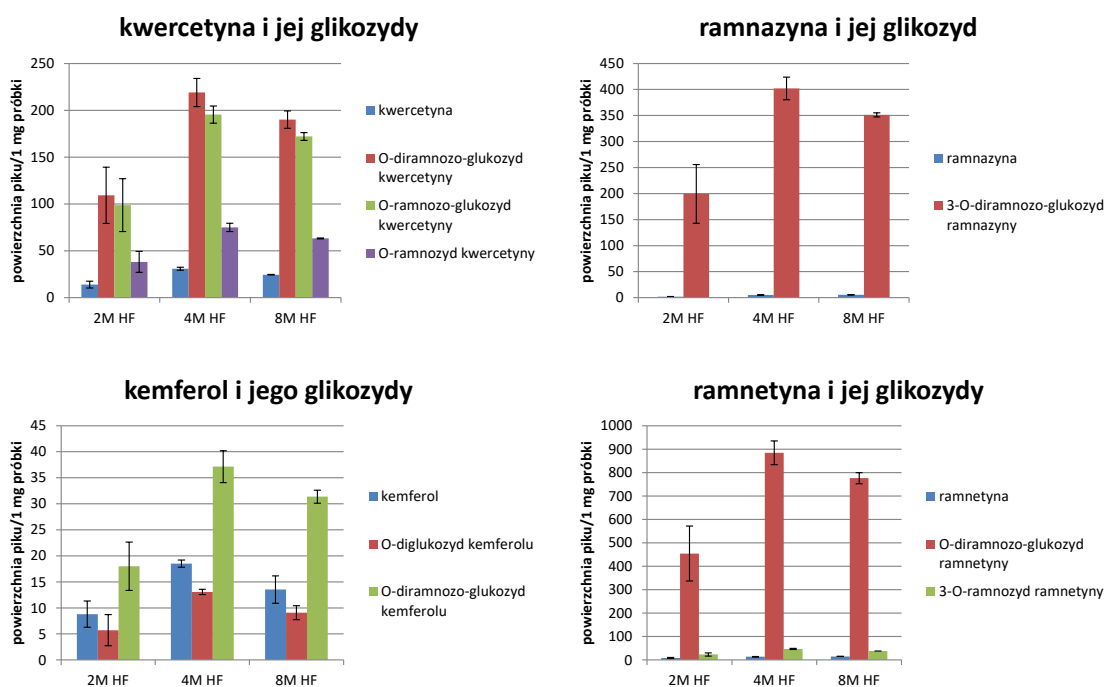 kwercetyna i jej glikozydy
powierzchnia piku/1 mg próbki
250
200
150
100
50
0
2M HF
4M HF
8M HF
kwercetyna
O-diramnozo-glukozyd
kwercetyny
O-ramnozo-glukozyd
kwercetyny
O-ramnozyd kwercetyny
ramnazyna i jej glikozyd
powierzchnia piku/1 mg próbki
450
400
350
300
250
200
150
100
50
0
2M HF
4M HF
8M HF
ramnazyna
3-O-diramnozo-glukozyd
ramnazyny
kemferol i jego glikozydy
powierzchnia piku/1 mg próbki
45
40
35
30
25
20
15
10
5
0
2M HF
4M HF
8M HF
kemferol
O-diglukozyd kemferolu
O-diramnozo-glukozyd
kemferolu
ramnetyna i jej glikozydy
powierzchnia piku/1 mg próbki
1000
900
800
700
600
500
400
300
200
100
0
2M HF
4M HF
8M HF
ramnetyna
O-diramnozo-glukozyd
ramnetyny
3-O-ramnozyd ramnetyny